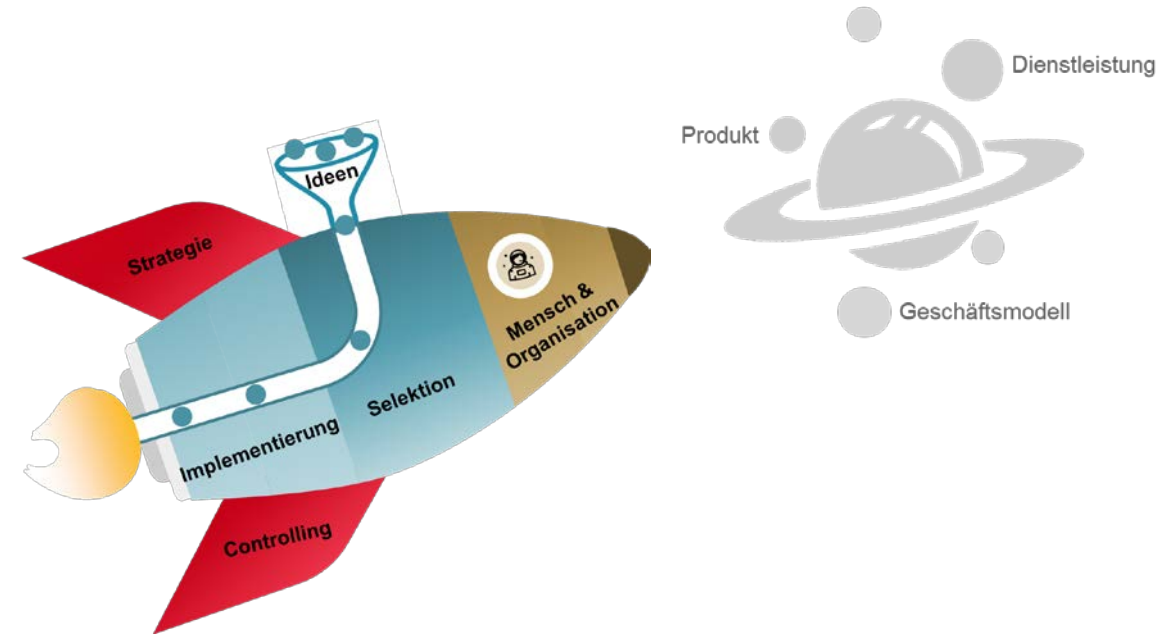 Dienstleistung
Produkt
Geschäftsmodell
Ideen
Strategie
Mensch &
Organisation
Selektion
Implementierung
Controlling